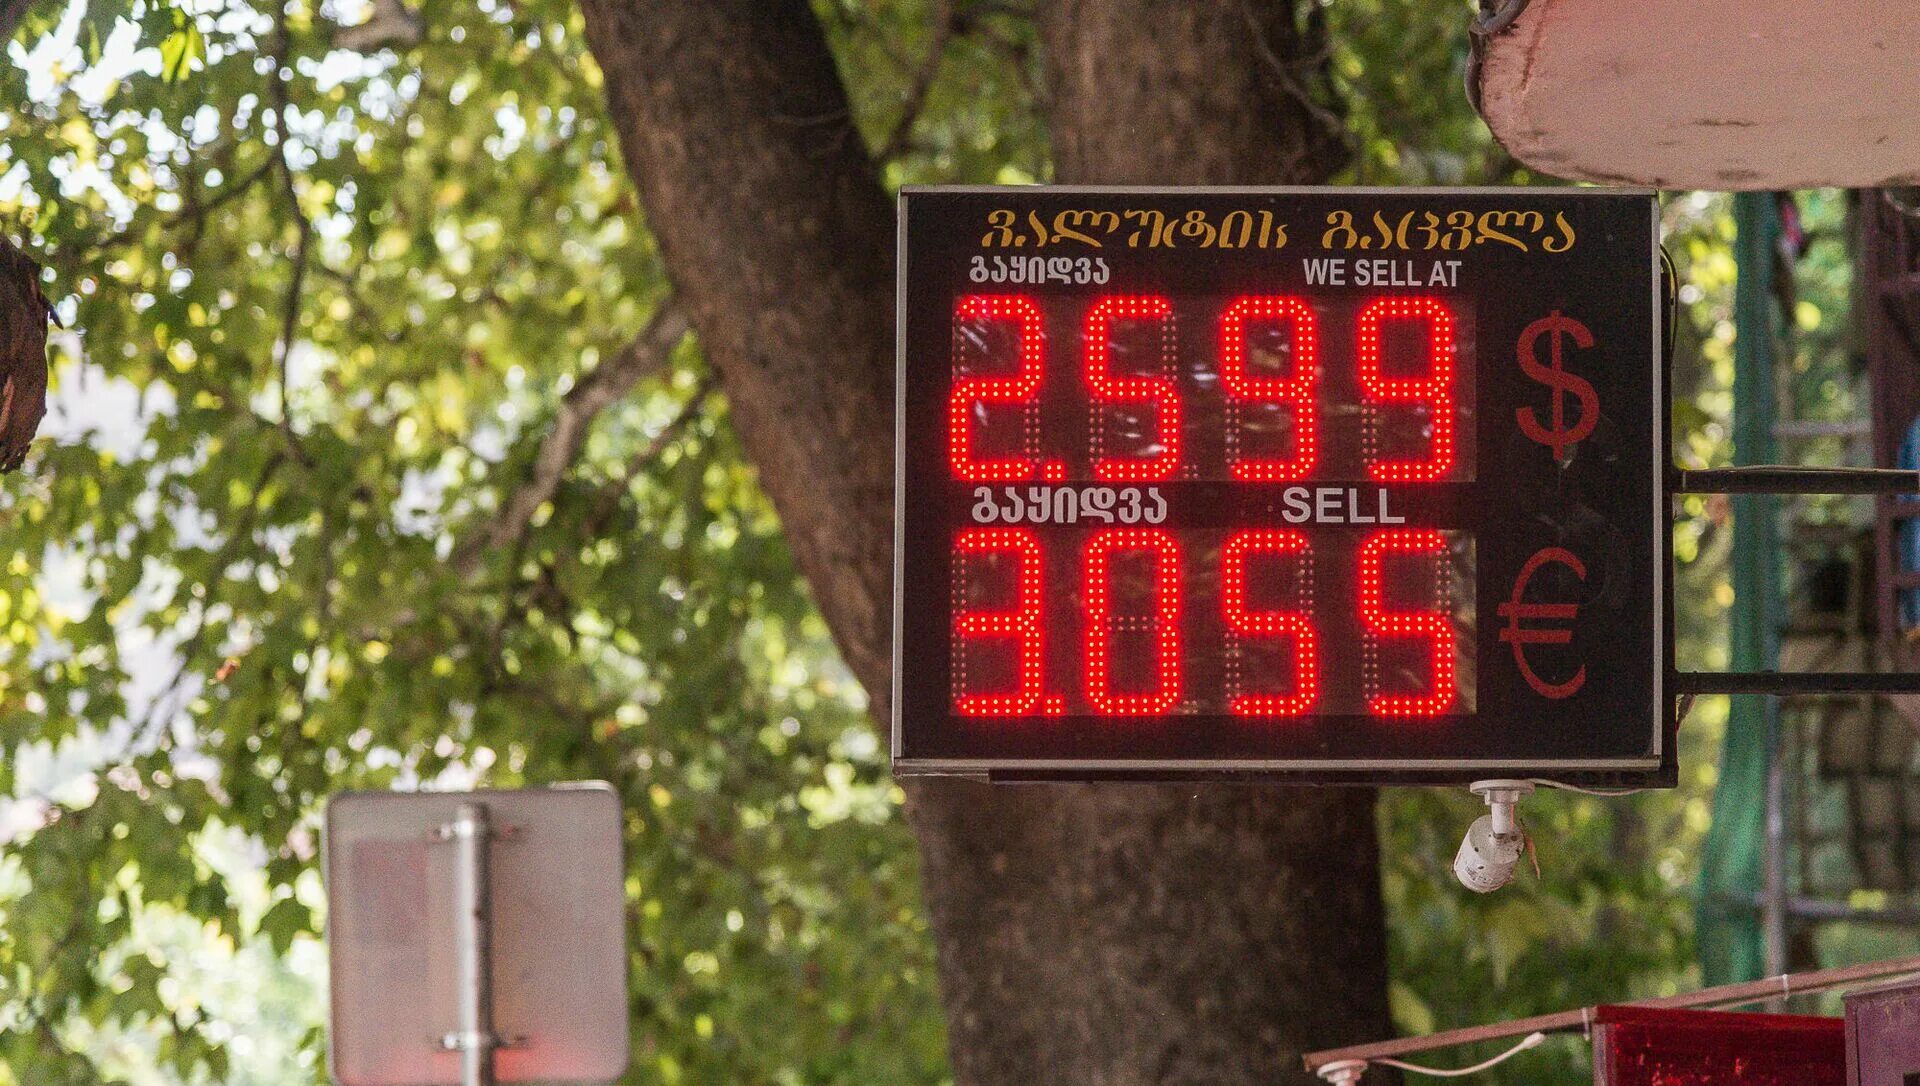 ვალუტის გაცვლა
გაყიდვა WE SELL AT
2.599 $
გაყიდვა SELL
3.055 €